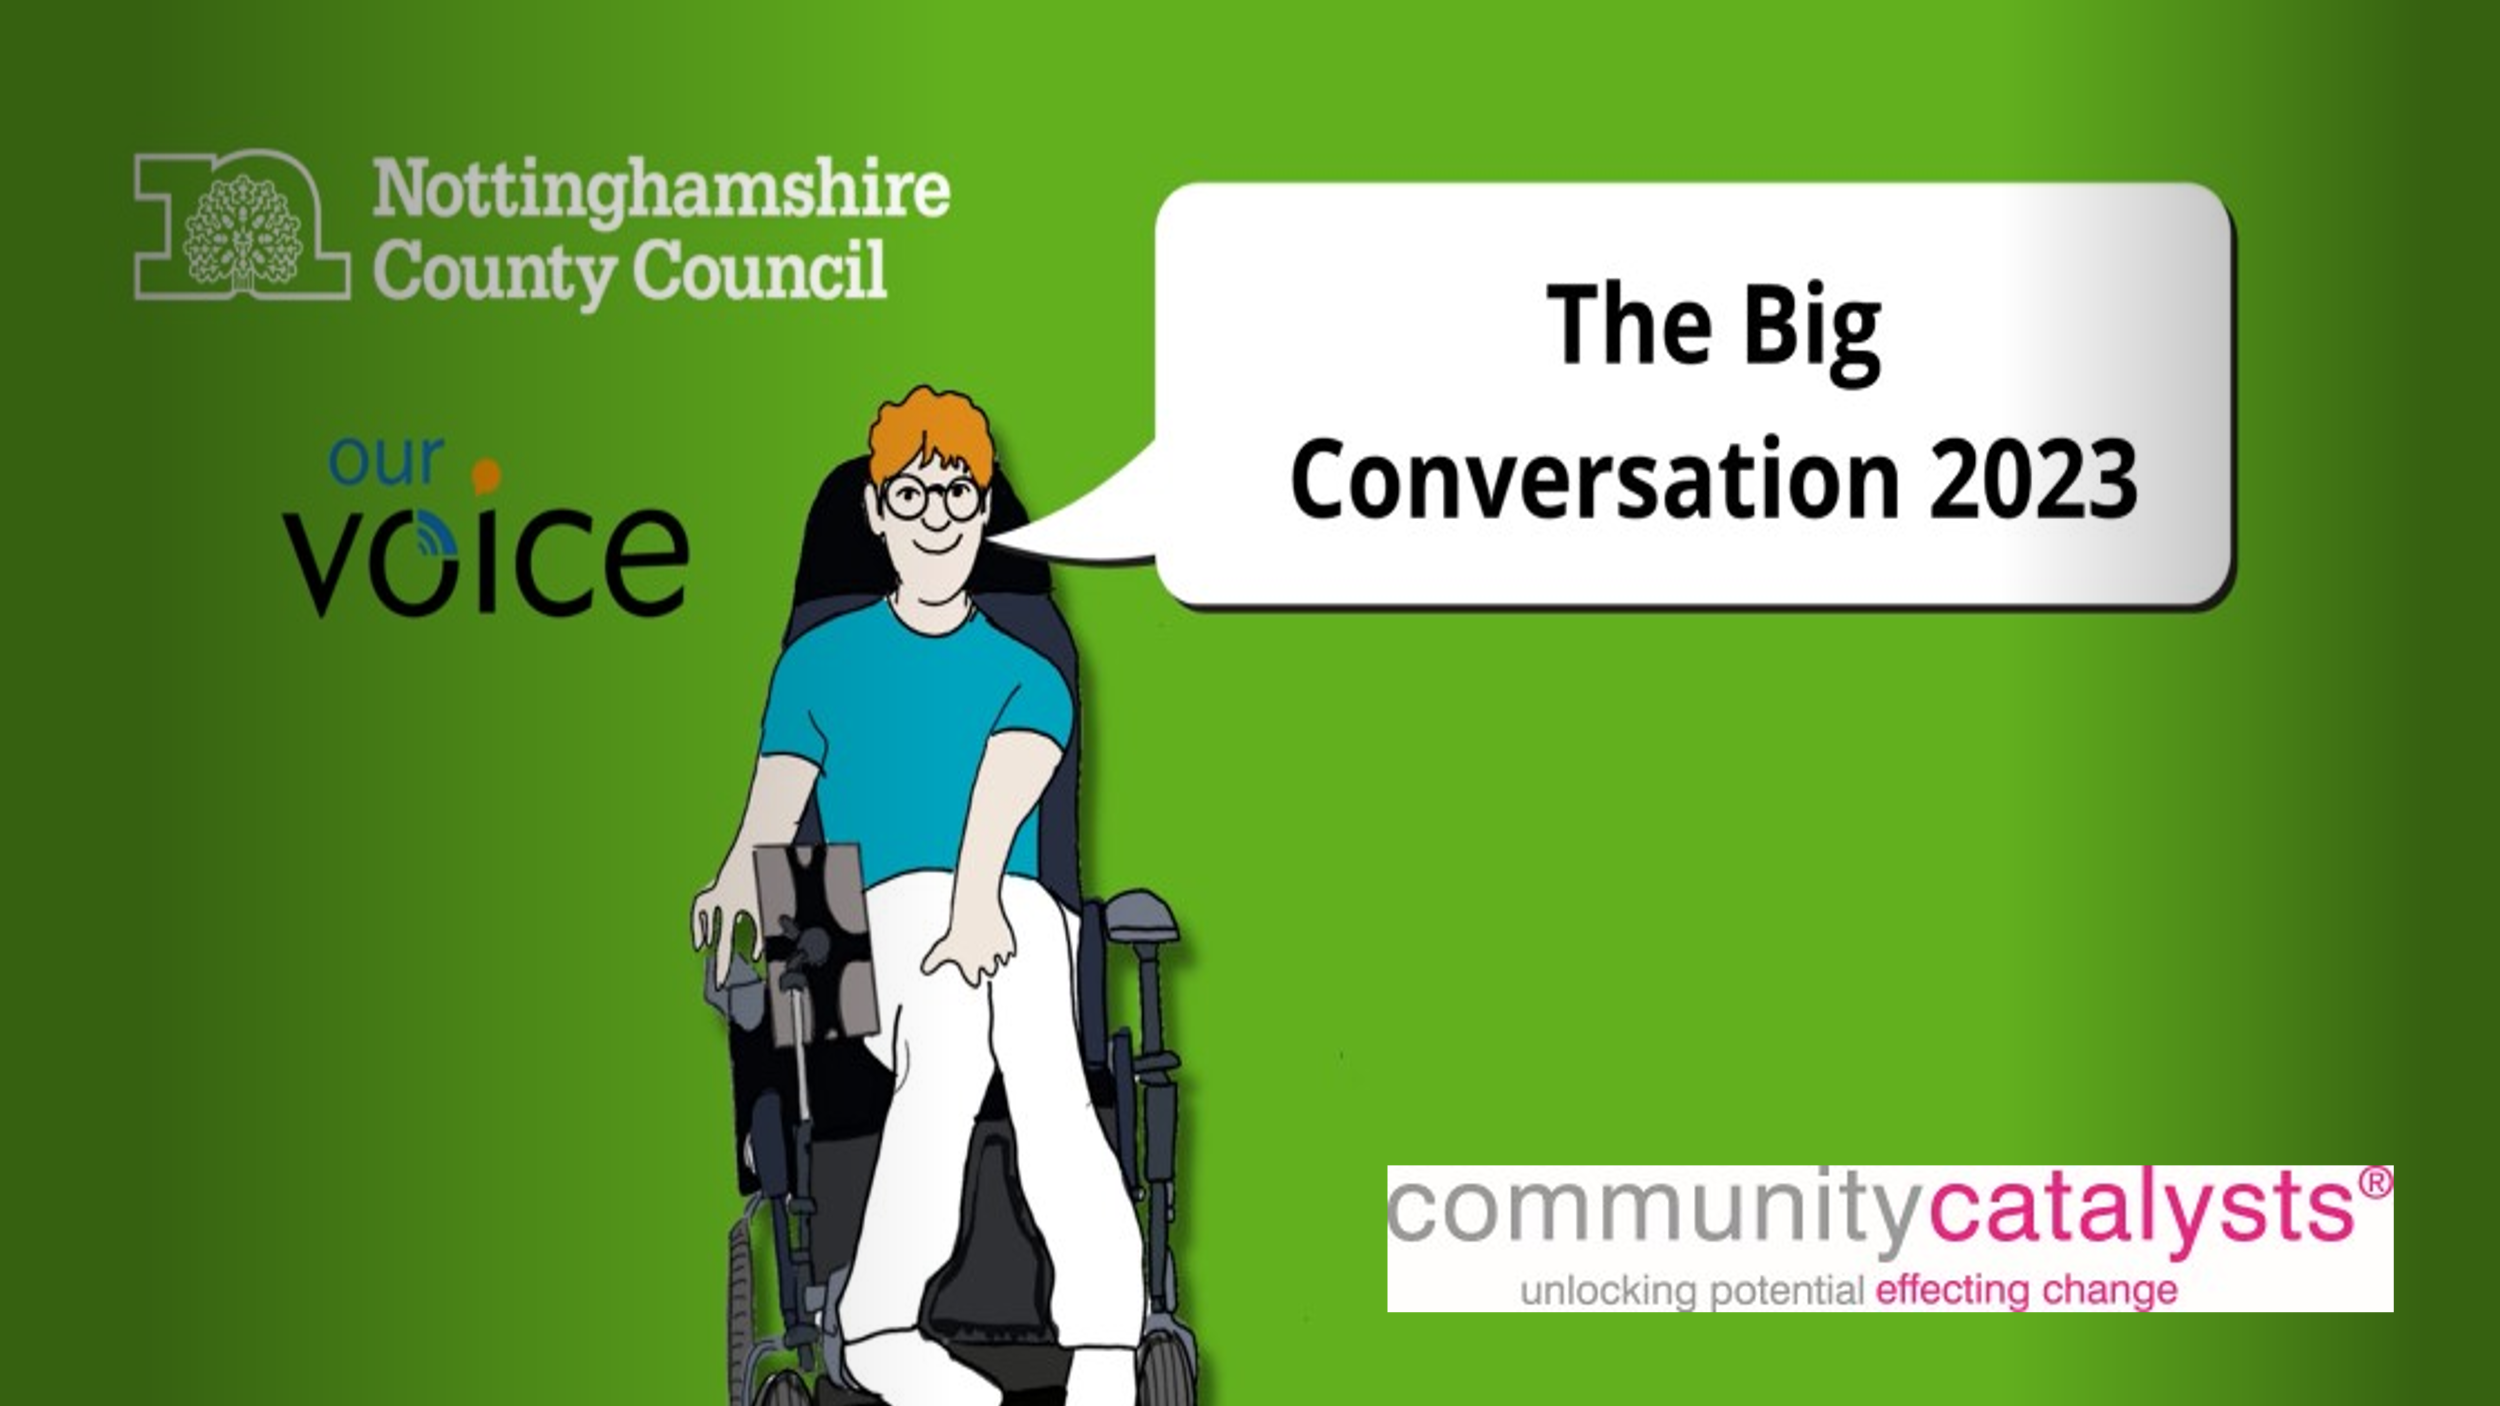 Nottinghamshire
County Council
our
voice
The Big
Conversation 2023
communitycatalysts®
unlocking potential effecting change